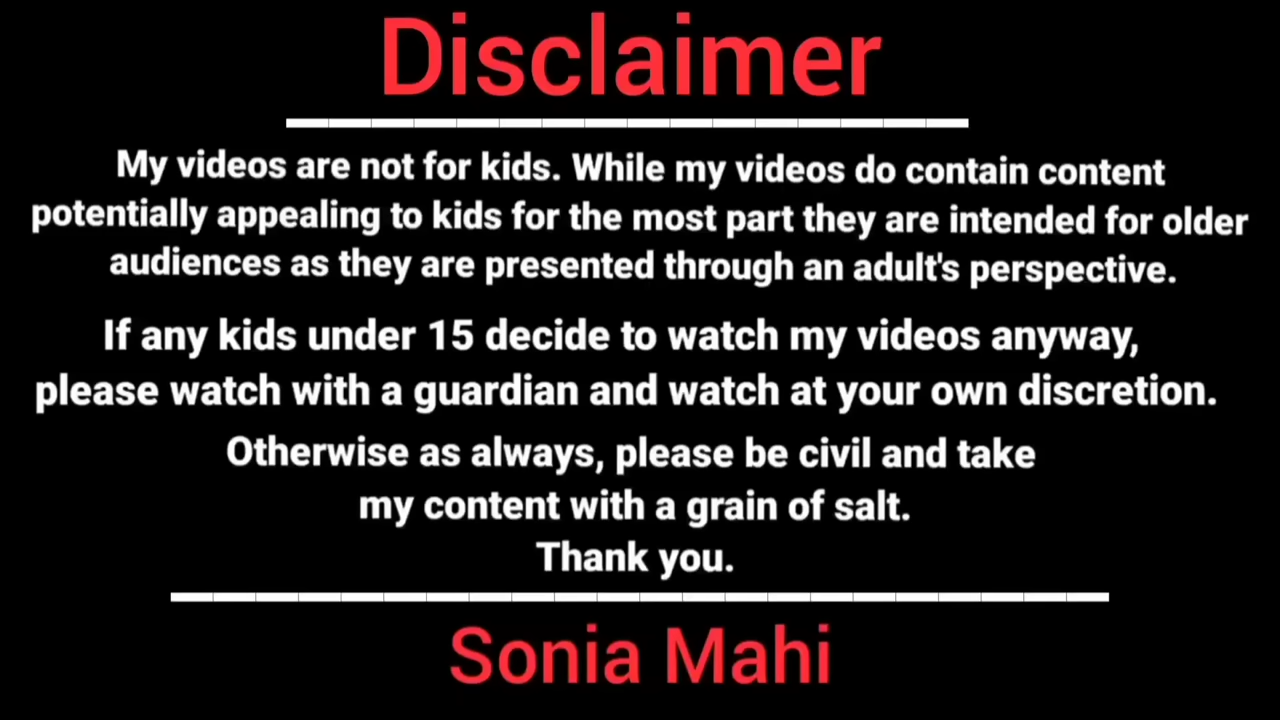 Disclaimer
My videos are not for kids. While my videos do contain content
potentially appealing to kids for the most part they are intended for older
audiences as they are presented through an adult's perspective.
If any kids under 15 decide to watch my videos anyway,
please watch with a guardian and watch at your own discretion.
Otherwise as always, please be civil and take
my content with a grain of salt.
Thank you.
Sonia Mahi